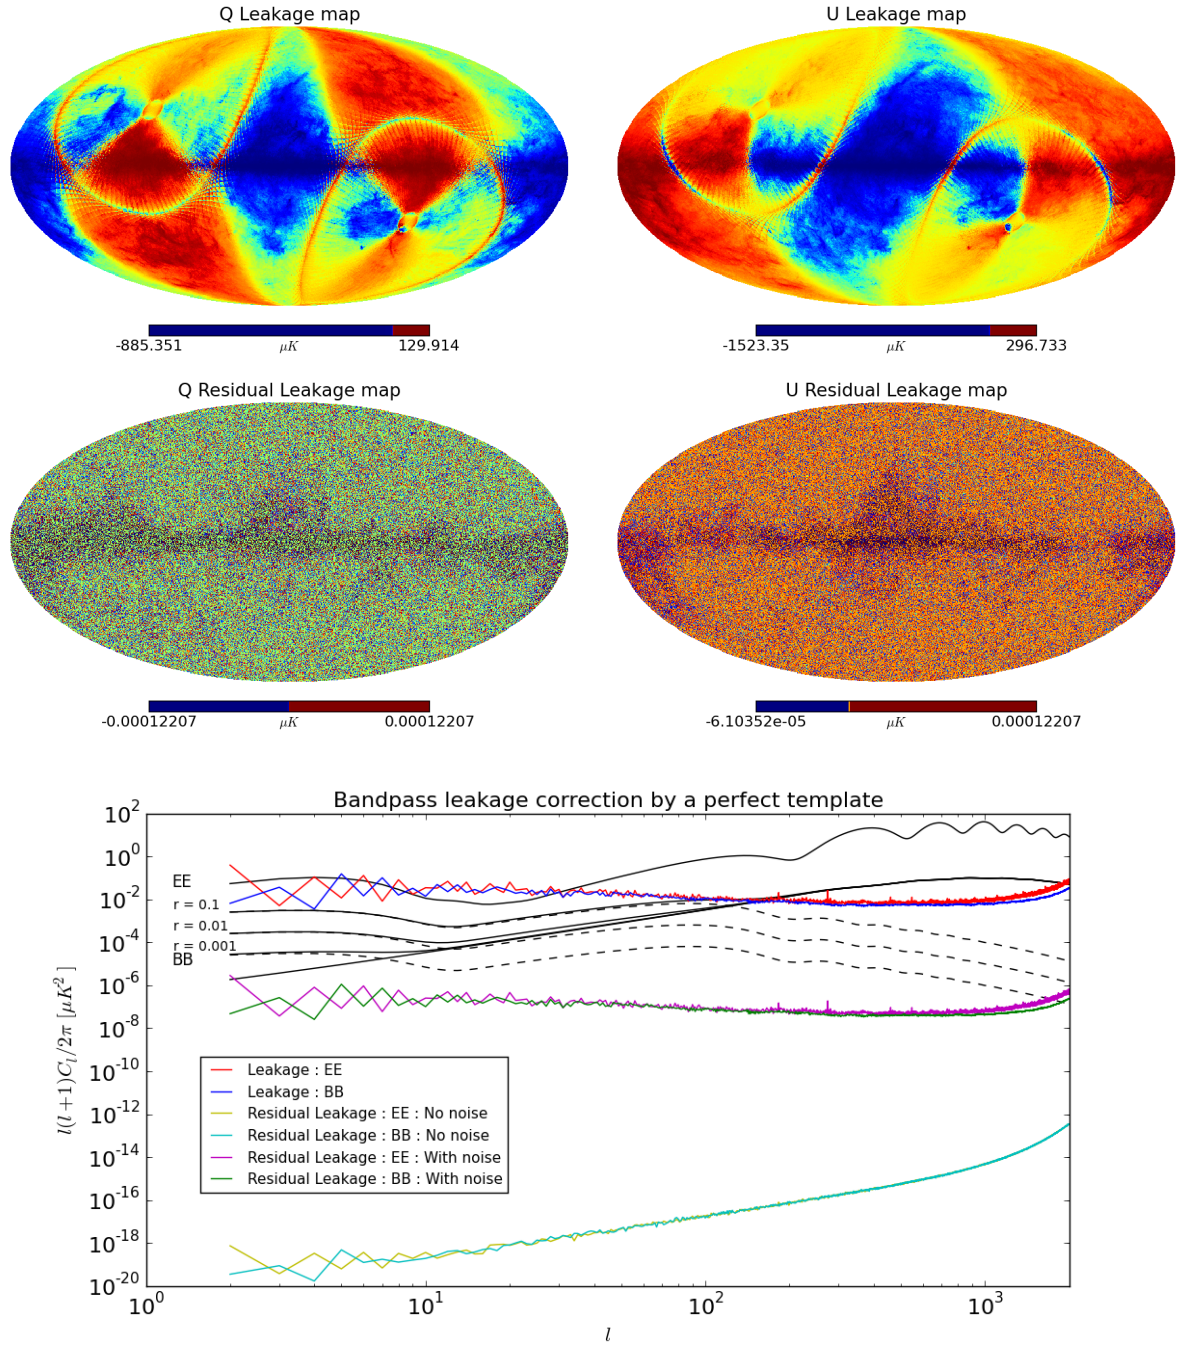 Q Leakage map
U Leakage map
-885.351 μK 129.914
-1523.35 μK 296.733
Q Residual Leakage map
U Residual Leakage map
-0.00012207 μK 0.00012207
-6.10352e-05 μK 0.00012207
Bandpass leakage correction by a perfect template
10^2
10^0
10^-2
10^-4
10^-6
10^-8
10^-10
10^-12
10^-14
10^-16
10^-18
10^-20
l(l+1)C_l/2π [μK^2]
EE
r = 0.1
r = 0.01
r = 0.001
BB
Leakage : EE
Leakage : BB
Residual Leakage : EE : No noise
Residual Leakage : BB : No noise
Residual Leakage : EE : With noise
Residual Leakage : BB : With noise
10^0 10^1 10^2 10^3
l